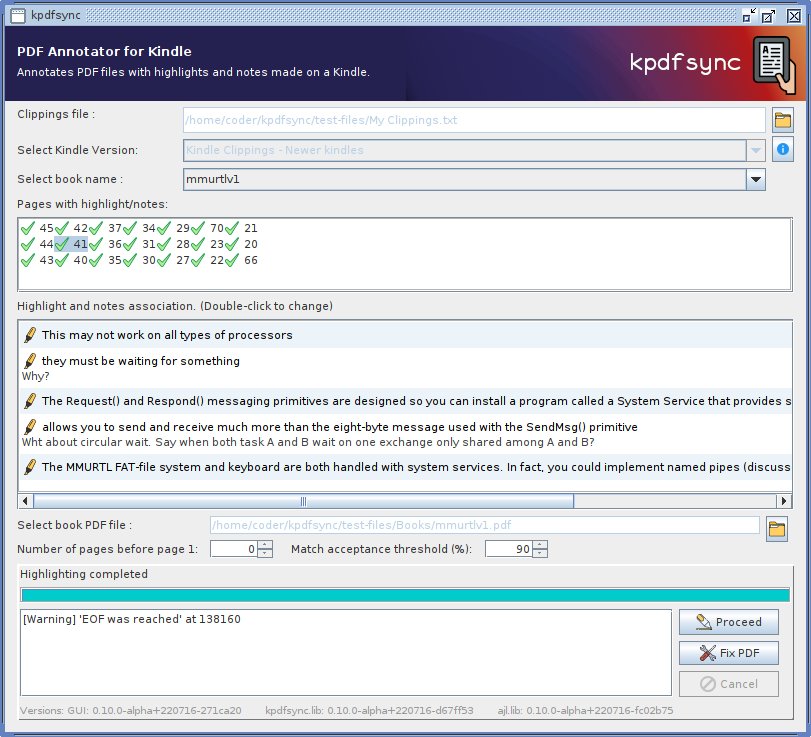 kpdfsync
PDF Annotator for Kindle
Annotates PDF files with highlights and notes made on a Kindle.
kpdfsync
Clippings file :
/home/coder/kpdfsync/test-files/My Clippings.txt
Select Kindle Version:
Kindle Clippings - Newer kindles
Select book name :
mmurtlv1
Pages with highlight/notes:
45 42 37 34 29 70 21
44 41 36 31 28 23 20
43 40 35 30 27 22 66
Highlight and notes association. (Double-click to change)
This may not work on all types of processors
they must be waiting for something
Why?
The Request() and Respond() messaging primitives are designed so you can install a program called a System Service that provides s
allows you to send and receive much more than the eight-byte message used with the SendMsg() primitive
Wht about circular wait. Say when both task A and B wait on one exchange only shared among A and B?
The MMURTL FAT-file system and keyboard are both handled with system services. In fact, you could implement named pipes (discuss
Select book PDF file :
/home/coder/kpdfsync/test-files/Books/mmurtlv1.pdf
Number of pages before page 1: 0 Match acceptance threshold (%): 90
Highlighting completed
[Warning] 'EOF was reached' at 138160
Proceed
Fix PDF
Cancel
Versions: GUI: 0.10.0-alpha+220716-271ca20 kpdfsync.lib: 0.10.0-alpha+220716-d67ff53 ajl.lib: 0.10.0-alpha+220716-fc02b75